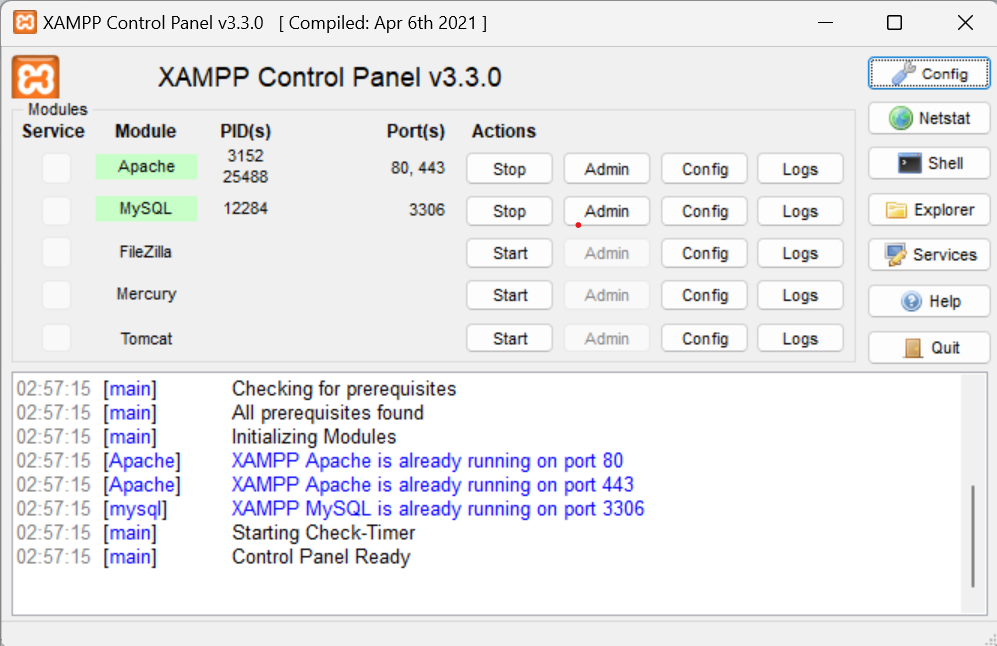 XAMPP Control Panel v3.3.0 [ Compiled: Apr 6th 2021 ]
XAMPP Control Panel v3.3.0
Config
Modules
Service Module PID(s) Port(s) Actions
Netstat
Apache 3152 25488 80, 443 Stop Admin Config Logs
Shell
MySQL 12284 3306 Stop Admin Config Logs
Explorer
FileZilla Start Admin Config Logs
Services
Mercury Start Admin Config Logs
Help
Tomcat Start Admin Config Logs
Quit
02:57:15 [main] Checking for prerequisites
02:57:15 [main] All prerequisites found
02:57:15 [main] Initializing Modules
02:57:15 [Apache] XAMPP Apache is already running on port 80
02:57:15 [Apache] XAMPP Apache is already running on port 443
02:57:15 [mysql] XAMPP MySQL is already running on port 3306
02:57:15 [main] Starting Check-Timer
02:57:15 [main] Control Panel Ready